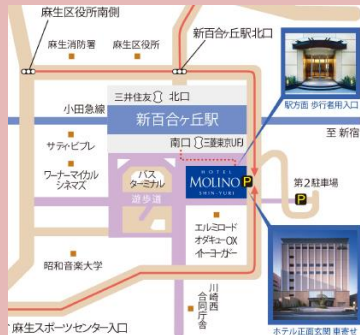 麻生区役所南側
麻生消防署
麻生区役所
新百合ヶ丘駅北口
駅方面 歩行者用入口
三井住友
北口
小田急線
新百合ヶ丘駅
至 新宿
南口
三菱東京UFJ
サティ・ビブレ
ワーナーマイカル
シネマズ
バス
ターミナル
遊歩道
HOTEL
MOLINO
SHIN-YURI
P
第2駐車場
P
エルミロード
オダキューOX
イトーヨーカドー
昭和音楽大学
川崎西
合同庁舎
麻生スポーツセンター入口
ホテル正面玄関 車寄せ